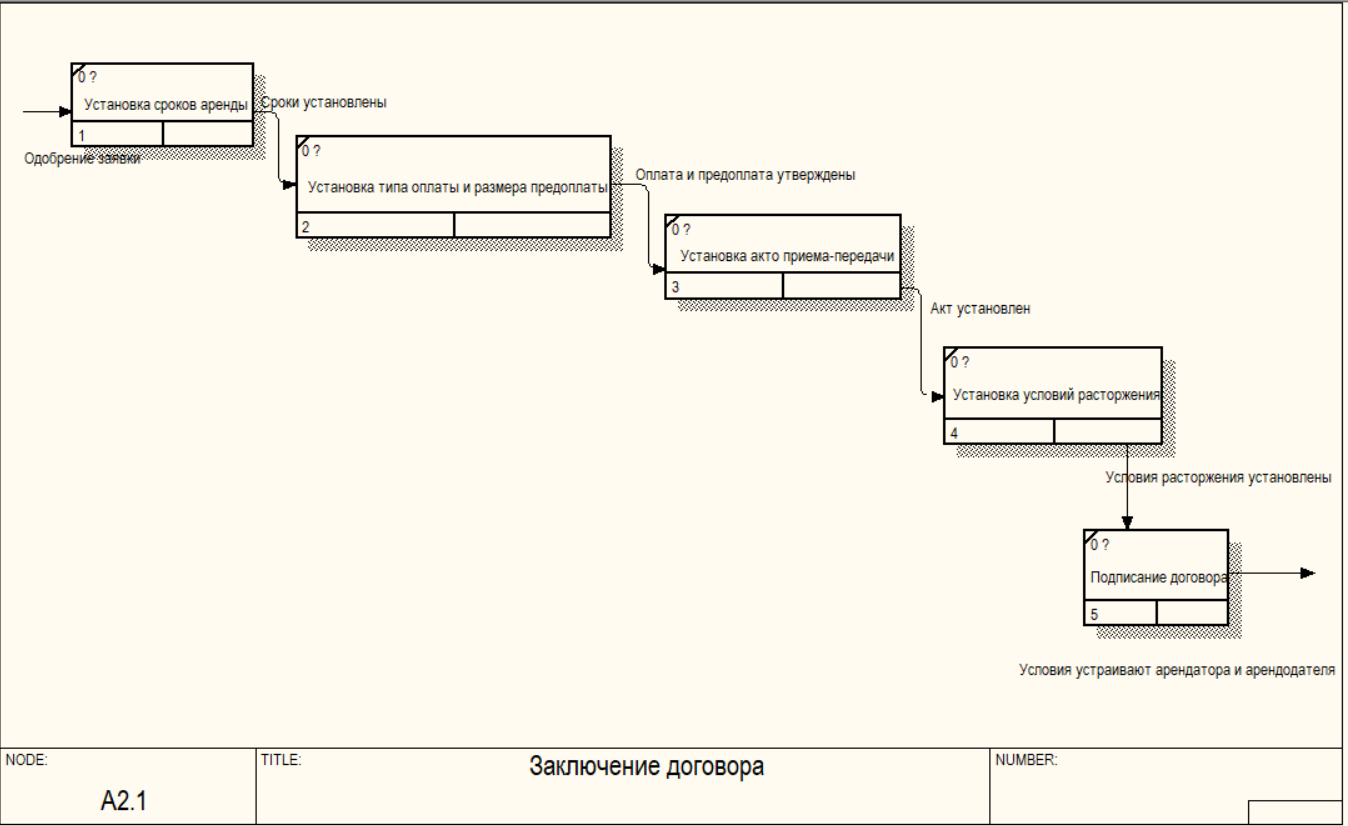 0 ?
Установка сроков аренды
1
Сроки установлены
Одобрение заявки
0 ?
Установка типа оплаты и размера предоплаты
2
Оплата и предоплата утверждены
0 ?
Установка акто приема-передачи
3
Акт установлен
0 ?
Установка условий расторжения
4
Условия расторжения установлены
0 ?
Подписание договора
5
Условия устраивают арендатора и арендодателя
NODE:
A2.1
TITLE:
Заключение договора
NUMBER: